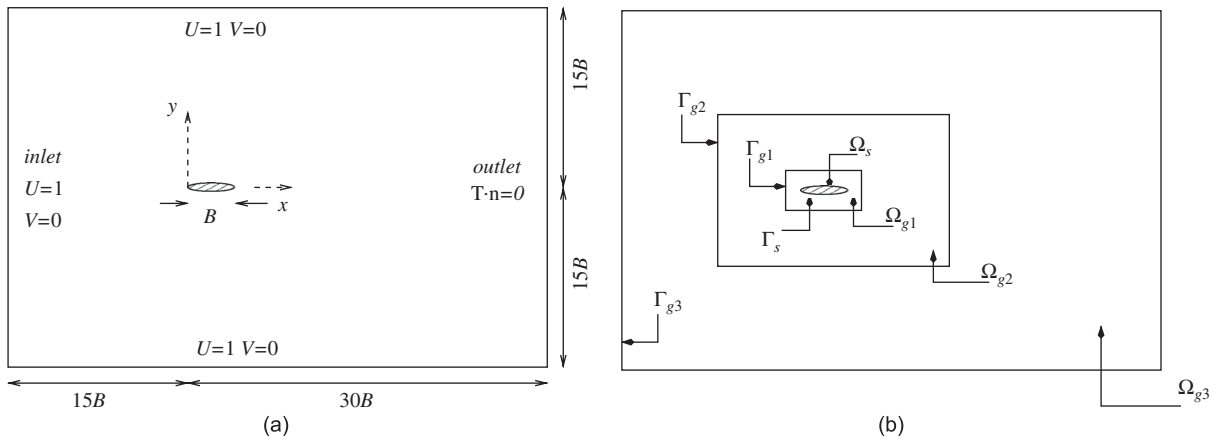 U=1 V=0
15B
y
inlet
U=1
V=0
outlet
T·n=0
B
x
15B
U=1 V=0
15B
30B
(a)
Γg2
Γg1
Ωs
Γs
Ωg1
Ωg2
Γg3
Ωg3
(b)